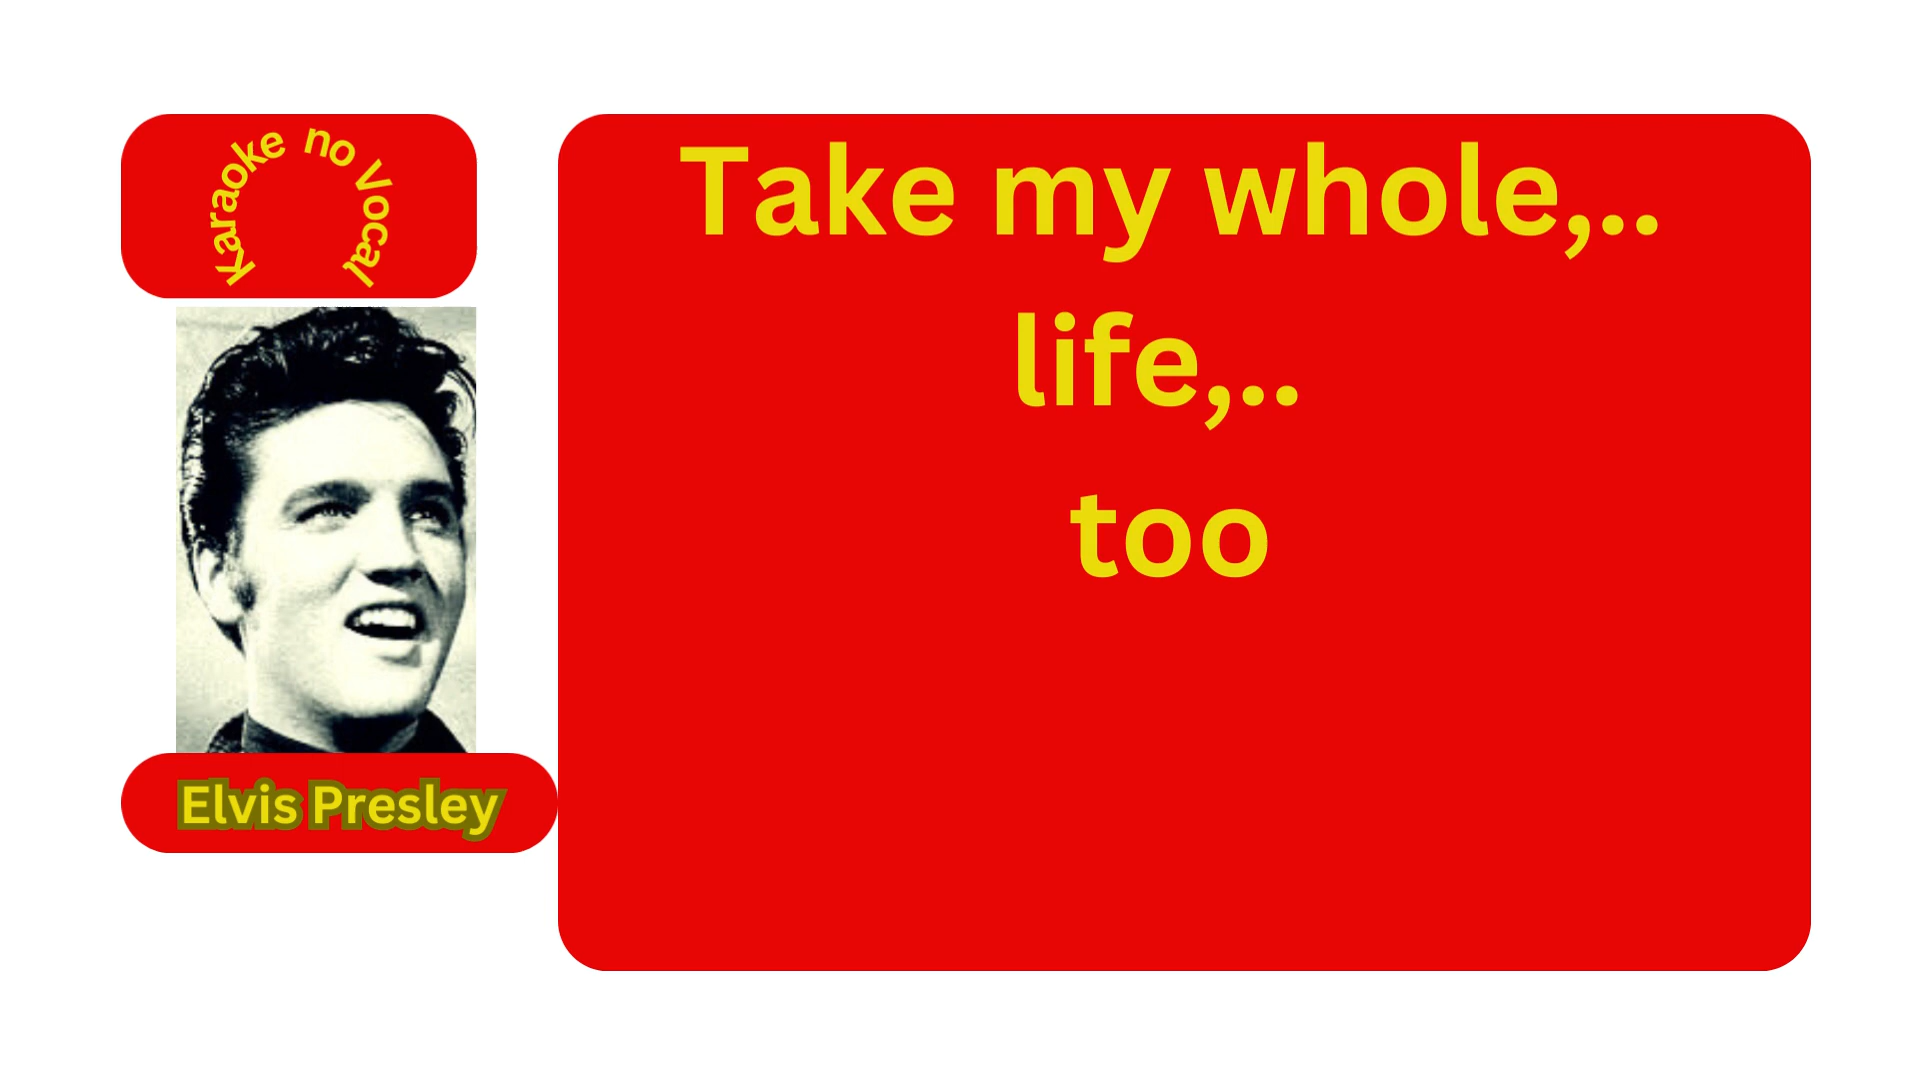 Karaoke no Vocal
Take my whole,..
life,..
too
Elvis Presley